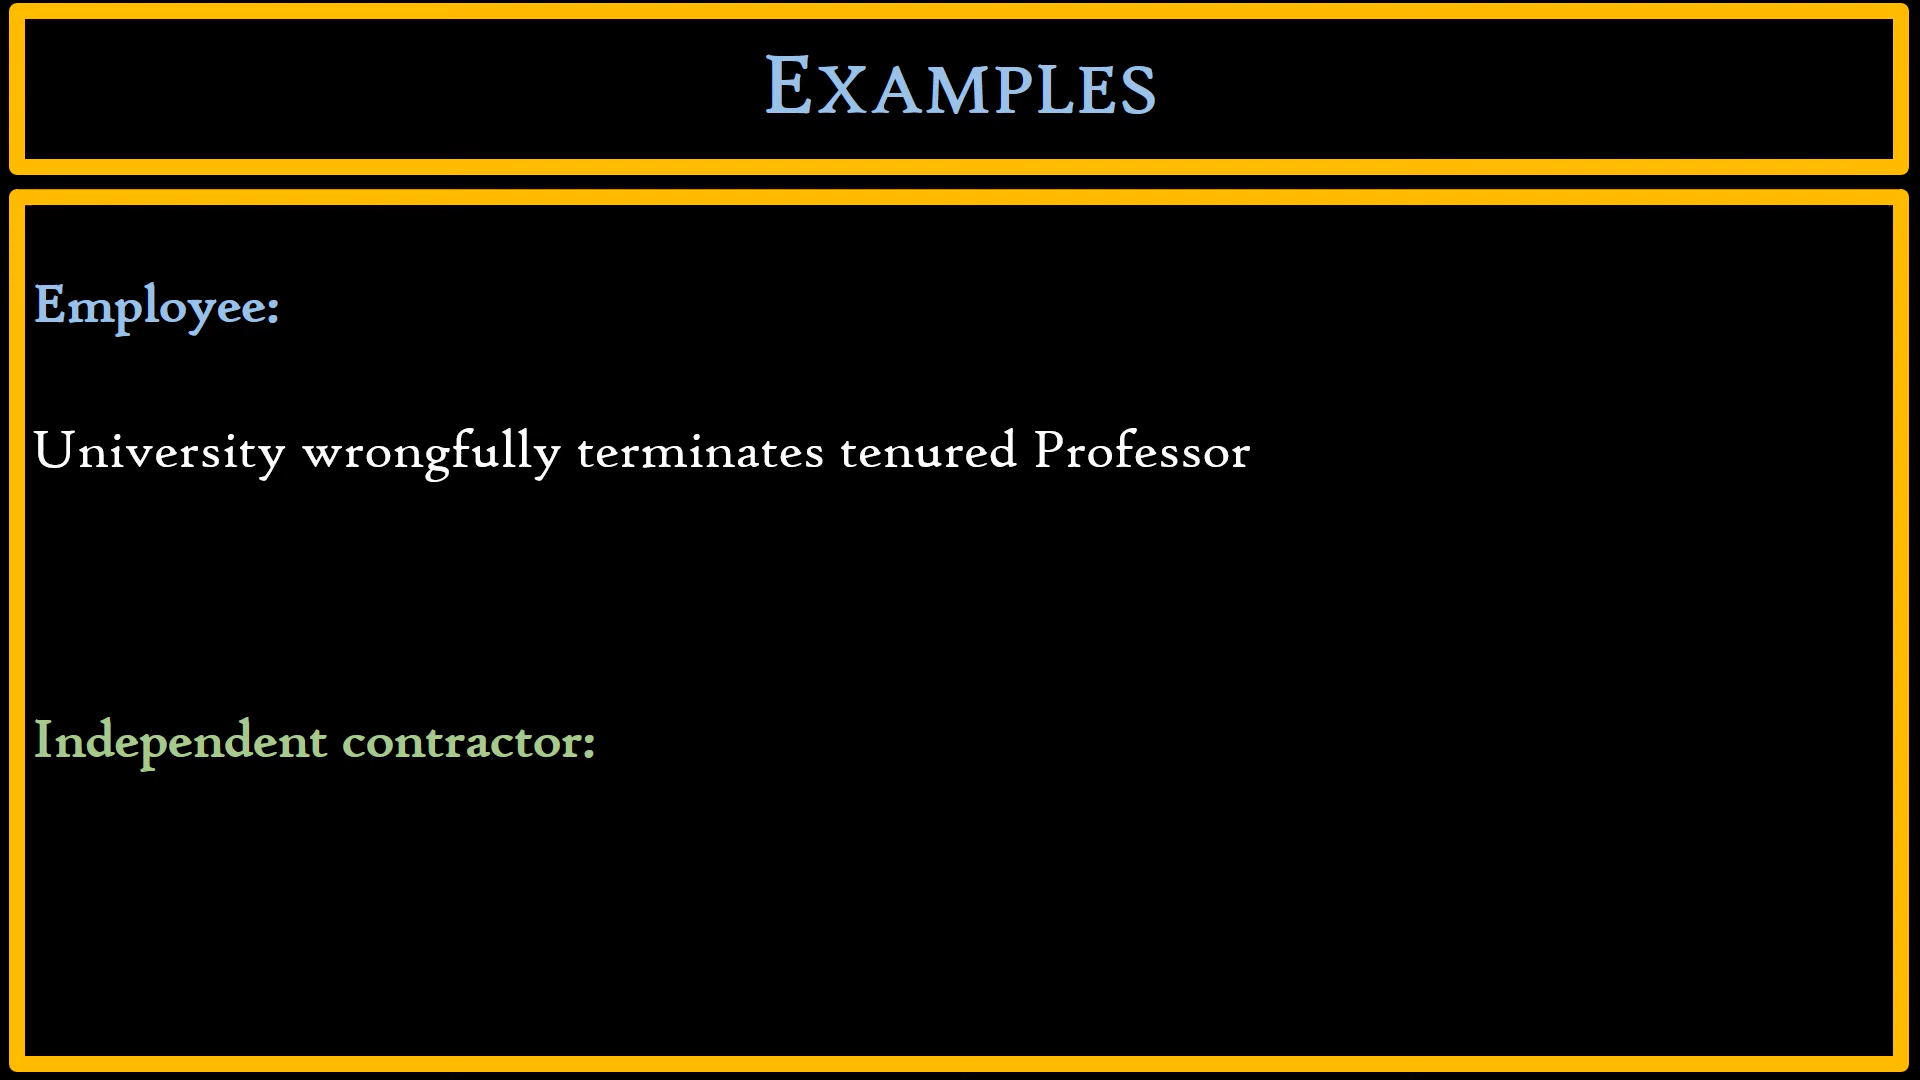 Examples
Employee:
University wrongfully terminates tenured Professor
Independent contractor: